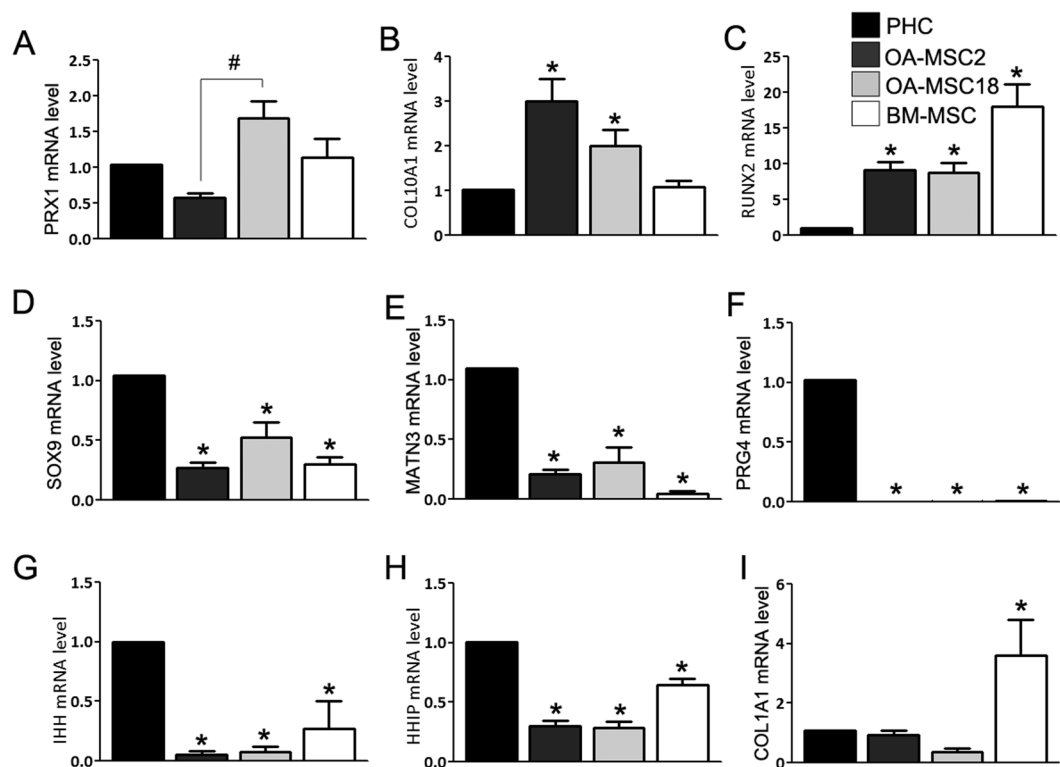 A
PRX1 mRNA level
2.5
2.0
1.5
1.0
0.5
0.0
#
B
COL10A1 mRNA level
4
3
2
1
0
*
*
C
RUNX2 mRNA level
25
20
15
10
5
0
*
*
*
PHC
OA-MSC2
OA-MSC18
BM-MSC
D
SOX9 mRNA level
1.5
1.0
0.5
0.0
*
*
*
E
MATN3 mRNA level
1.5
1.0
0.5
0.0
*
*
*
F
PRG4 mRNA level
1.5
1.0
0.5
0.0
* * *
G
IHH mRNA level
1.5
1.0
0.5
0.0
*
*
*
H
HHIP mRNA level
1.5
1.0
0.5
0.0
*
*
*
I
COL1A1 mRNA level
6
4
2
0
*